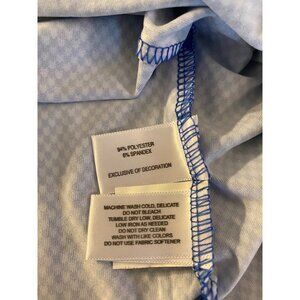 94% POLYESTER
6% SPANDEX
EXCLUSIVE OF DECORATION
MACHINE WASH COLD, DELICATE
DO NOT BLEACH
TUMBLE DRY LOW, DELICATE
LOW IRON AS NEEDED
DO NOT DRY CLEAN
WASH WITH LIKE COLORS
DO NOT USE FABRIC SOFTENER